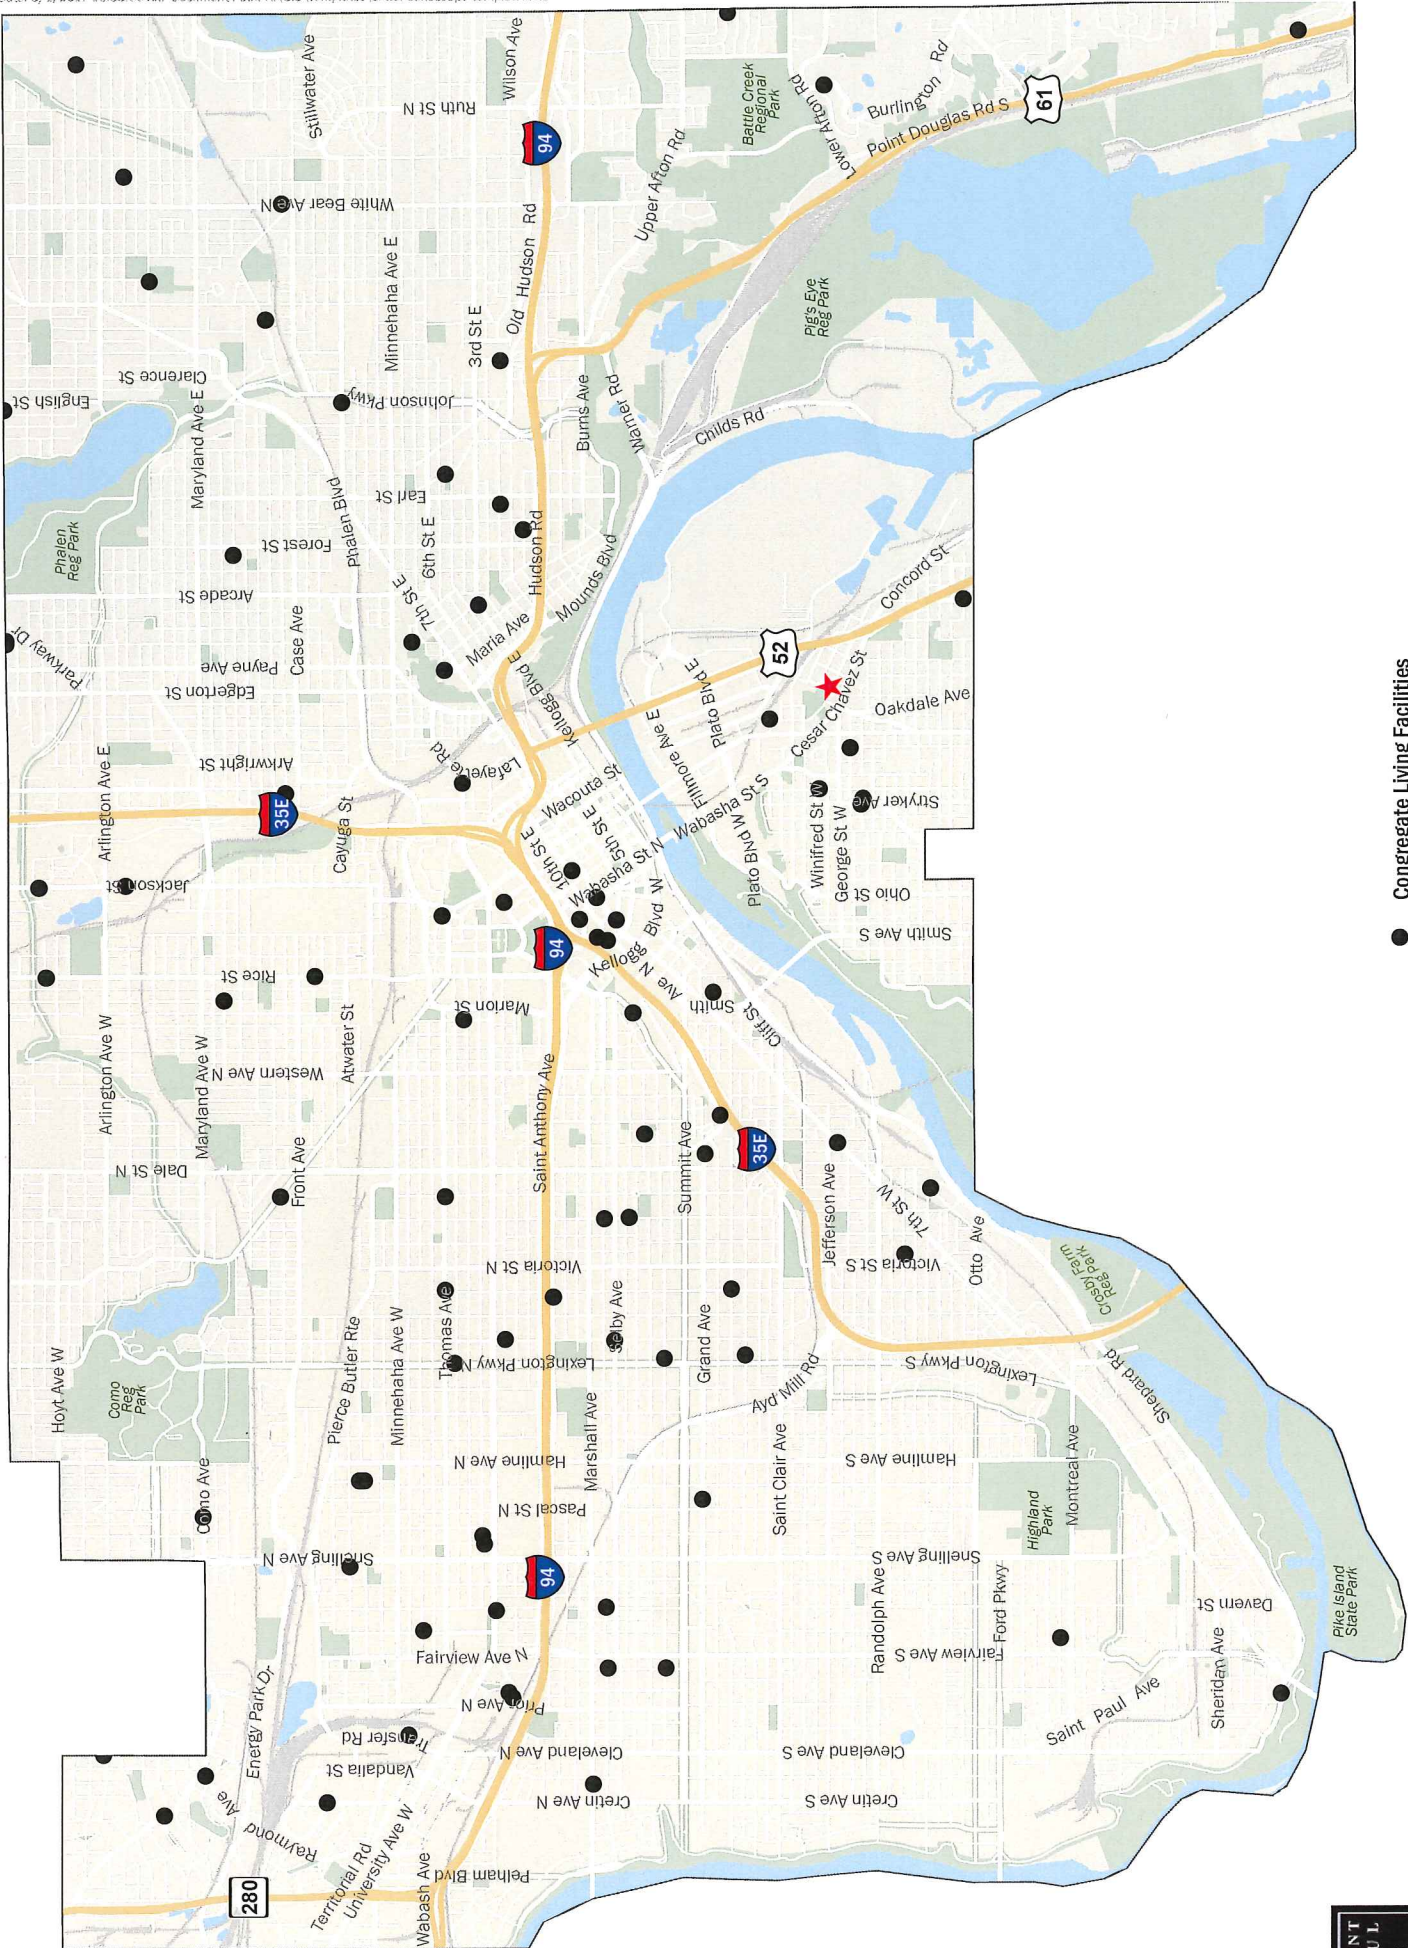 Stillwater Ave
Ruth St N
Wilson Ave
94
Battle Creek
Regional
Park
Lower Afton Rd
Burlington Rd
Point Douglas Rd S
61
White Bear Ave N
Upper Afton Rd
Minnehaha Ave E
Old Hudson Rd
3rd St E
Pig's Eye
Reg Park
English St
Clarence St
Johnson Pkwy
Maryland Ave E
Burns Ave
Warner Rd
Childs Rd
Phalen
Reg Park
Earl St
Phalen Blvd
Forest St
6th St E
Hudson Rd
Mounds Blvd
Arcade St
7th St E
Maria Ave
Concord St
Parkway Dr
Case Ave
Payne Ave
Edgerton St
Kellogg Blvd E
52
Plato Blvd E
Fillmore Ave E
Cesar Chavez St
Oakdale Ave
Arlington Ave E
Arkwright St
Lafayette Rd
35E
Cayuga St
Wacouta St
10th St E
5th St E
Wabasha St N
Wabasha St S
Plato Blvd W
Winifred St W
George St W
Stryker Ave
Jackson St
Ohio St
Smith Ave S
94
Kellogg Blvd W
Rice St
Marion St
Smith Ave N
Cliff St
Arlington Ave W
Maryland Ave W
Western Ave N
Atwater St
Saint Anthony Ave
Dale St N
Front Ave
Summit Ave
35E
Jefferson Ave
7th St W
Victoria St N
Victoria St S
Otto Ave
Crosby Farm
Reg Park
Hoyt Ave W
Como
Reg
Park
Pierce Butler Rte
Minnehaha Ave W
Thomas Ave
Lexington Pkwy N
Selby Ave
Grand Ave
Ayd Mill Rd
Lexington Pkwy S
Shepard Rd
Como Ave
Hamline Ave N
Marshall Ave
Saint Clair Ave
Hamline Ave S
Montreal Ave
Pascal St N
Highland
Park
Snelling Ave N
94
Snelling Ave S
Randolph Ave
Ford Pkwy
Davern St
Pike Island
State Park
Fairview Ave N
Fairview Ave S
Sheridan Ave
Saint Paul Ave
Energy Park Dr
Prior Ave N
Transfer Rd
Vandalia St
Cleveland Ave N
Cleveland Ave S
Cretin Ave N
Cretin Ave S
Raymond Ave
280
Territorial Rd
University Ave W
Wabash Ave
Pelham Blvd
Congregate Living Facilities